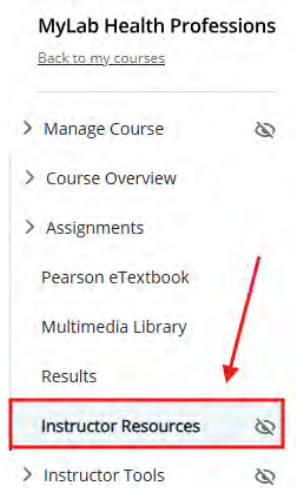 MyLab Health Professions
Back to my courses
Manage Course
Course Overview
Assignments
Pearson eTextbook
Multimedia Library
Results
Instructor Resources
Instructor Tools